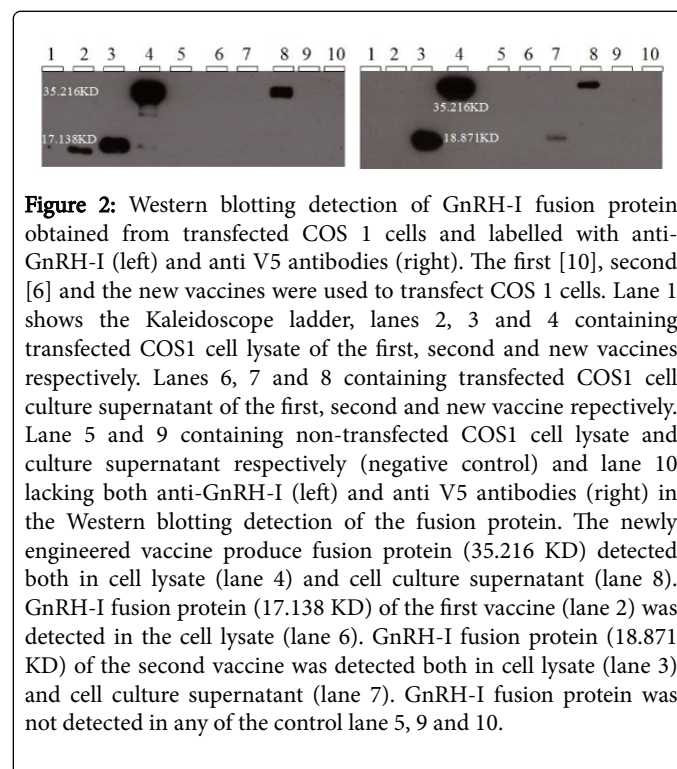 1 2 3 4 5 6 7 8 9 10 1 2 3 4 5 6 7 8 9 10
35.216KD
35.216KD
17.138KD 18.871KD
Figure 2: Western blotting detection of GnRH-I fusion protein
obtained from transfected COS 1 cells and labelled with anti-
GnRH-I (left) and anti V5 antibodies (right). The first [10], second
[6] and the new vaccines were used to transfect COS 1 cells. Lane 1
shows the Kaleidoscope ladder, lanes 2, 3 and 4 containing
transfected COS1 cell lysate of the first, second and new vaccines
respectively. Lanes 6, 7 and 8 containing transfected COS1 cell
culture supernatant of the first, second and new vaccine repectively.
Lane 5 and 9 containing non-transfected COS1 cell lysate and
culture supernatant respectively (negative control) and lane 10
lacking both anti-GnRH-I (left) and anti V5 antibodies (right) in
the Western blotting detection of the fusion protein. The newly
engineered vaccine produce fusion protein (35.216 KD) detected
both in cell lysate (lane 4) and cell culture supernatant (lane 8).
GnRH-I fusion protein (17.138 KD) of the first vaccine (lane 2) was
detected in the cell lysate (lane 6). GnRH-I fusion protein (18.871
KD) of the second vaccine was detected both in cell lysate (lane 3)
and cell culture supernatant (lane 7). GnRH-I fusion protein was
not detected in any of the control lane 5, 9 and 10.